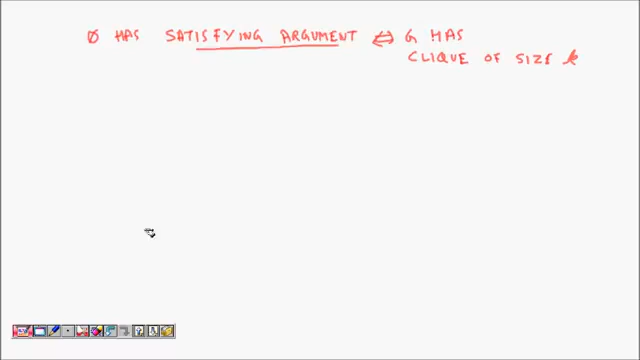 Ø HAS SATISFYING ARGUMENT ⇔ G HAS
CLIQUE OF SIZE k